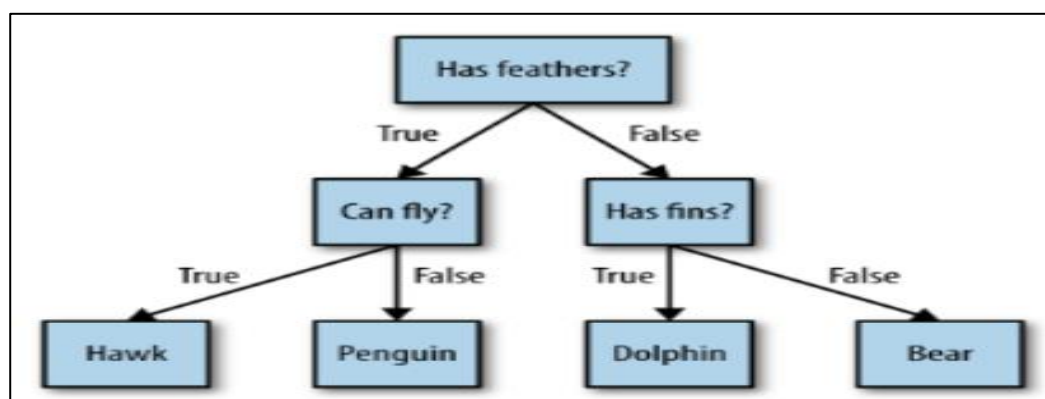 Has feathers?
True False
Can fly? Has fins?
True False True False
Hawk Penguin Dolphin Bear